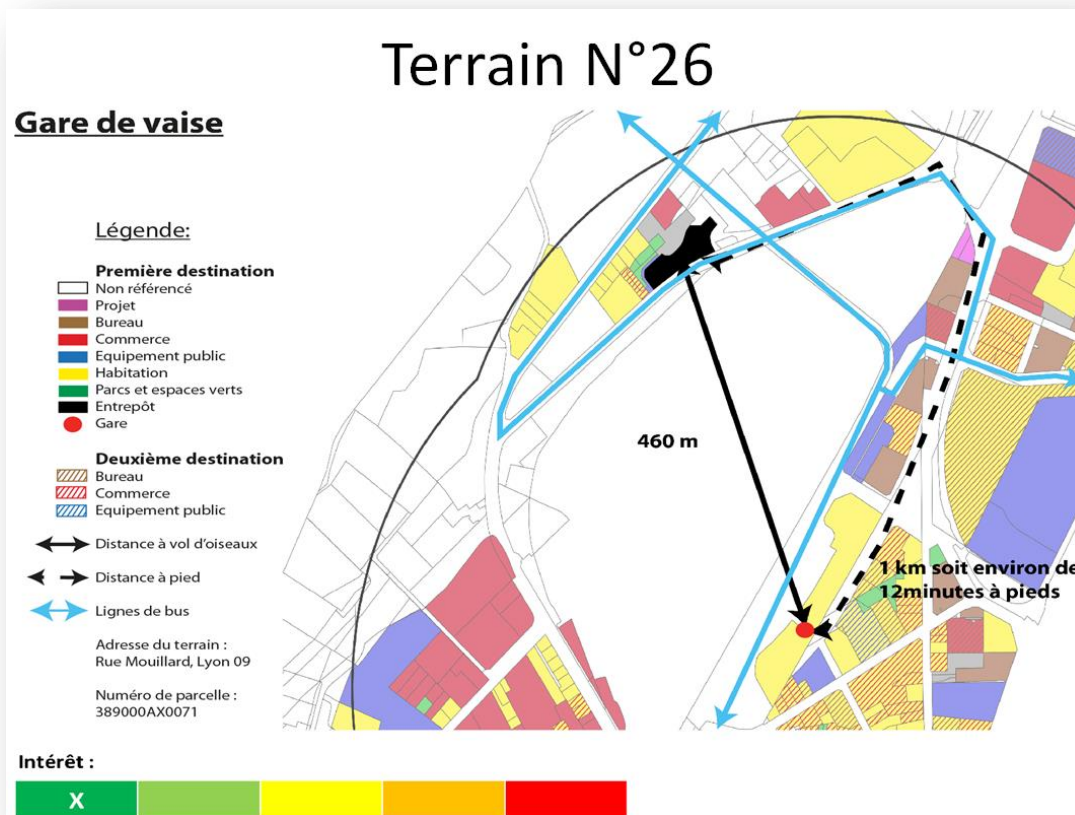 Terrain N°26
Gare de vaise
Légende:
Première destination
Non référencé
Projet
Bureau
Commerce
Equipement public
Habitation
Parcs et espaces verts
Entrepôt
Gare
Deuxième destination
Bureau
Commerce
Equipement public
Distance à vol d'oiseaux
Distance à pied
Lignes de bus
Adresse du terrain :
Rue Mouillard, Lyon 09
Numéro de parcelle :
389000AX0071
460 m
1 km soit environ de
12minutes à pieds
Intérêt :
X